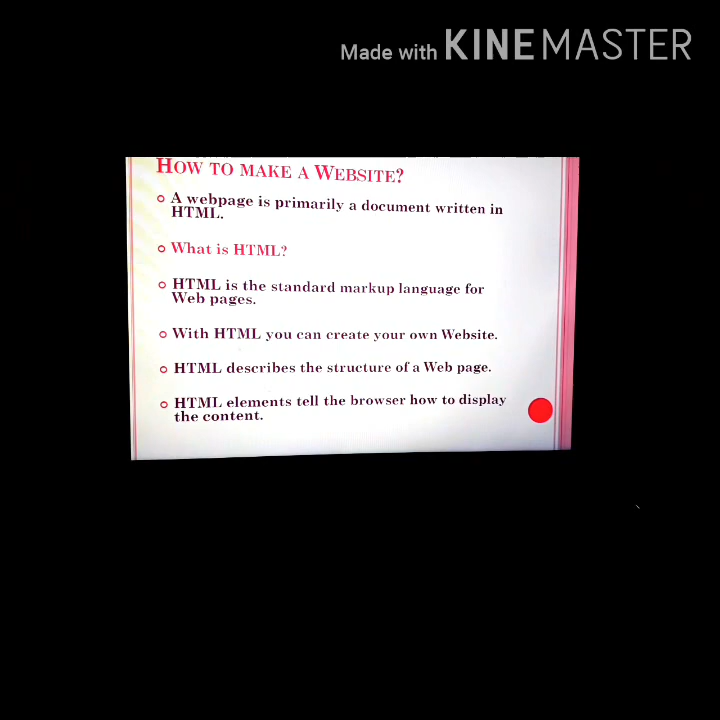 Made with KINEMASTER
HOW TO MAKE A WEBSITE?
A webpage is primarily a document written in
HTML.
What is HTML?
HTML is the standard markup language for
Web pages.
With HTML you can create your own Website.
HTML describes the structure of a Web page.
HTML elements tell the browser how to display
the content.